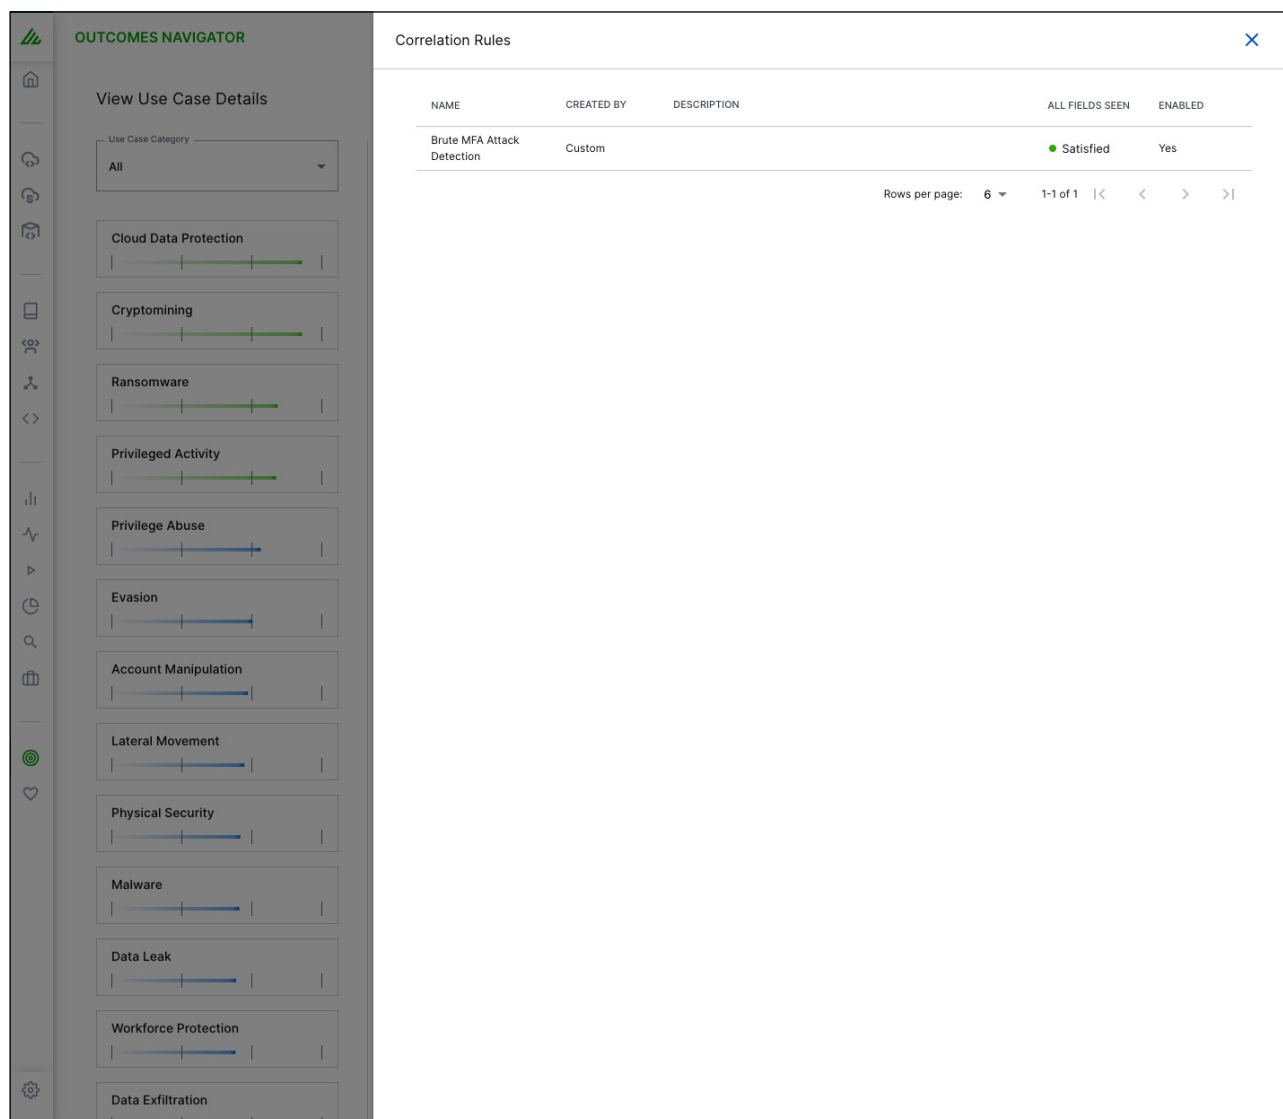 OUTCOMES NAVIGATOR
View Use Case Details
Use Case Category
All
Cloud Data Protection
Cryptomining
Ransomware
Privileged Activity
Privilege Abuse
Evasion
Account Manipulation
Lateral Movement
Physical Security
Malware
Data Leak
Workforce Protection
Data Exfiltration
Correlation Rules
NAME CREATED BY DESCRIPTION ALL FIELDS SEEN ENABLED
Brute MFA Attack
Detection
Custom Satisfied Yes
Rows per page: 6 1-1 of 1